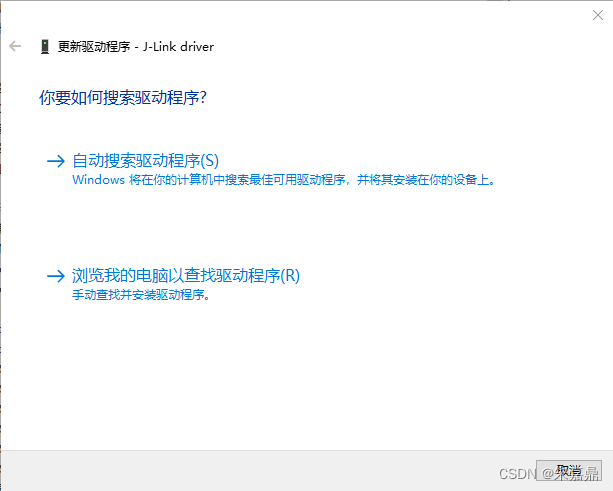 更新驱动程序 - J-Link driver
你要如何搜索驱动程序?
自动搜索驱动程序(S)
Windows 将在你的计算机中搜索最佳可用驱动程序，并将其安装在你的设备上。
浏览我的电脑以查找驱动程序(R)
手动查找并安装驱动程序。
取消
CSDN @朱嘉鼎